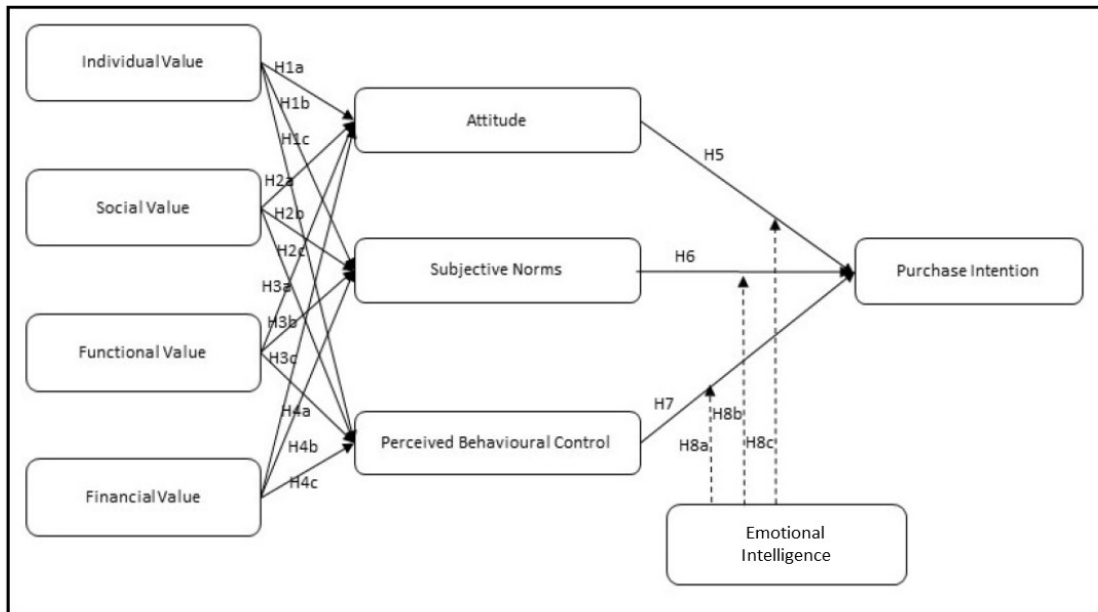 Individual Value
H1a
H1b
H1c
Attitude
H5
Social Value
H2a
H2b
H2c
Subjective Norms
H6
Purchase Intention
H3a
H3b
H3c
Functional Value
H4a
H4b
H4c
Perceived Behavioural Control
H7
H8b
H8a
H8c
Financial Value
Emotional
Intelligence